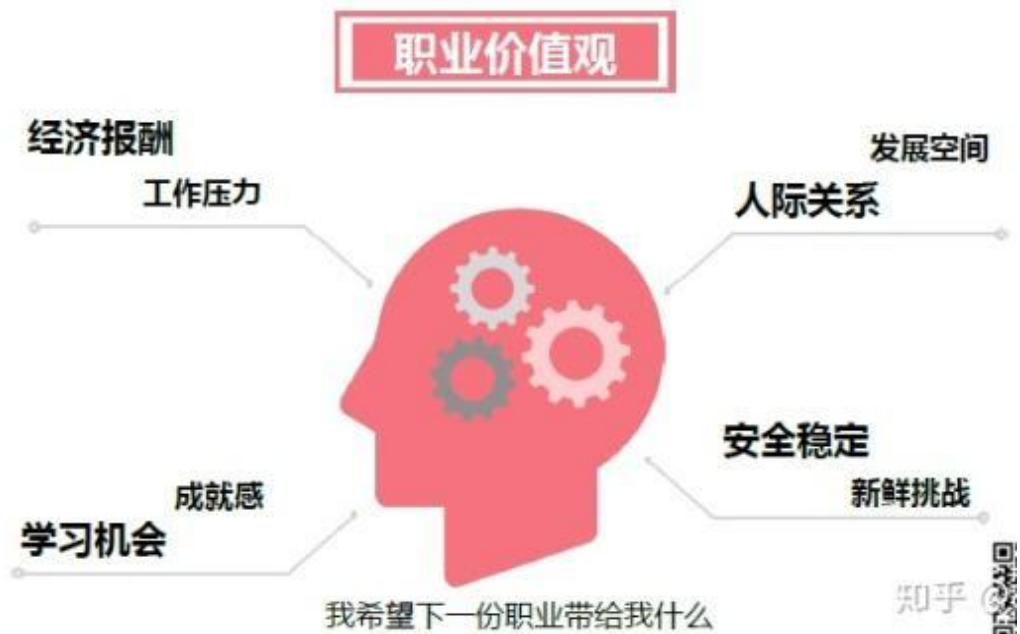 职业价值观
经济报酬
工作压力
发展空间
人际关系
成就感
学习机会
安全稳定
新鲜挑战
我希望下一份职业带给我什么
知乎 @